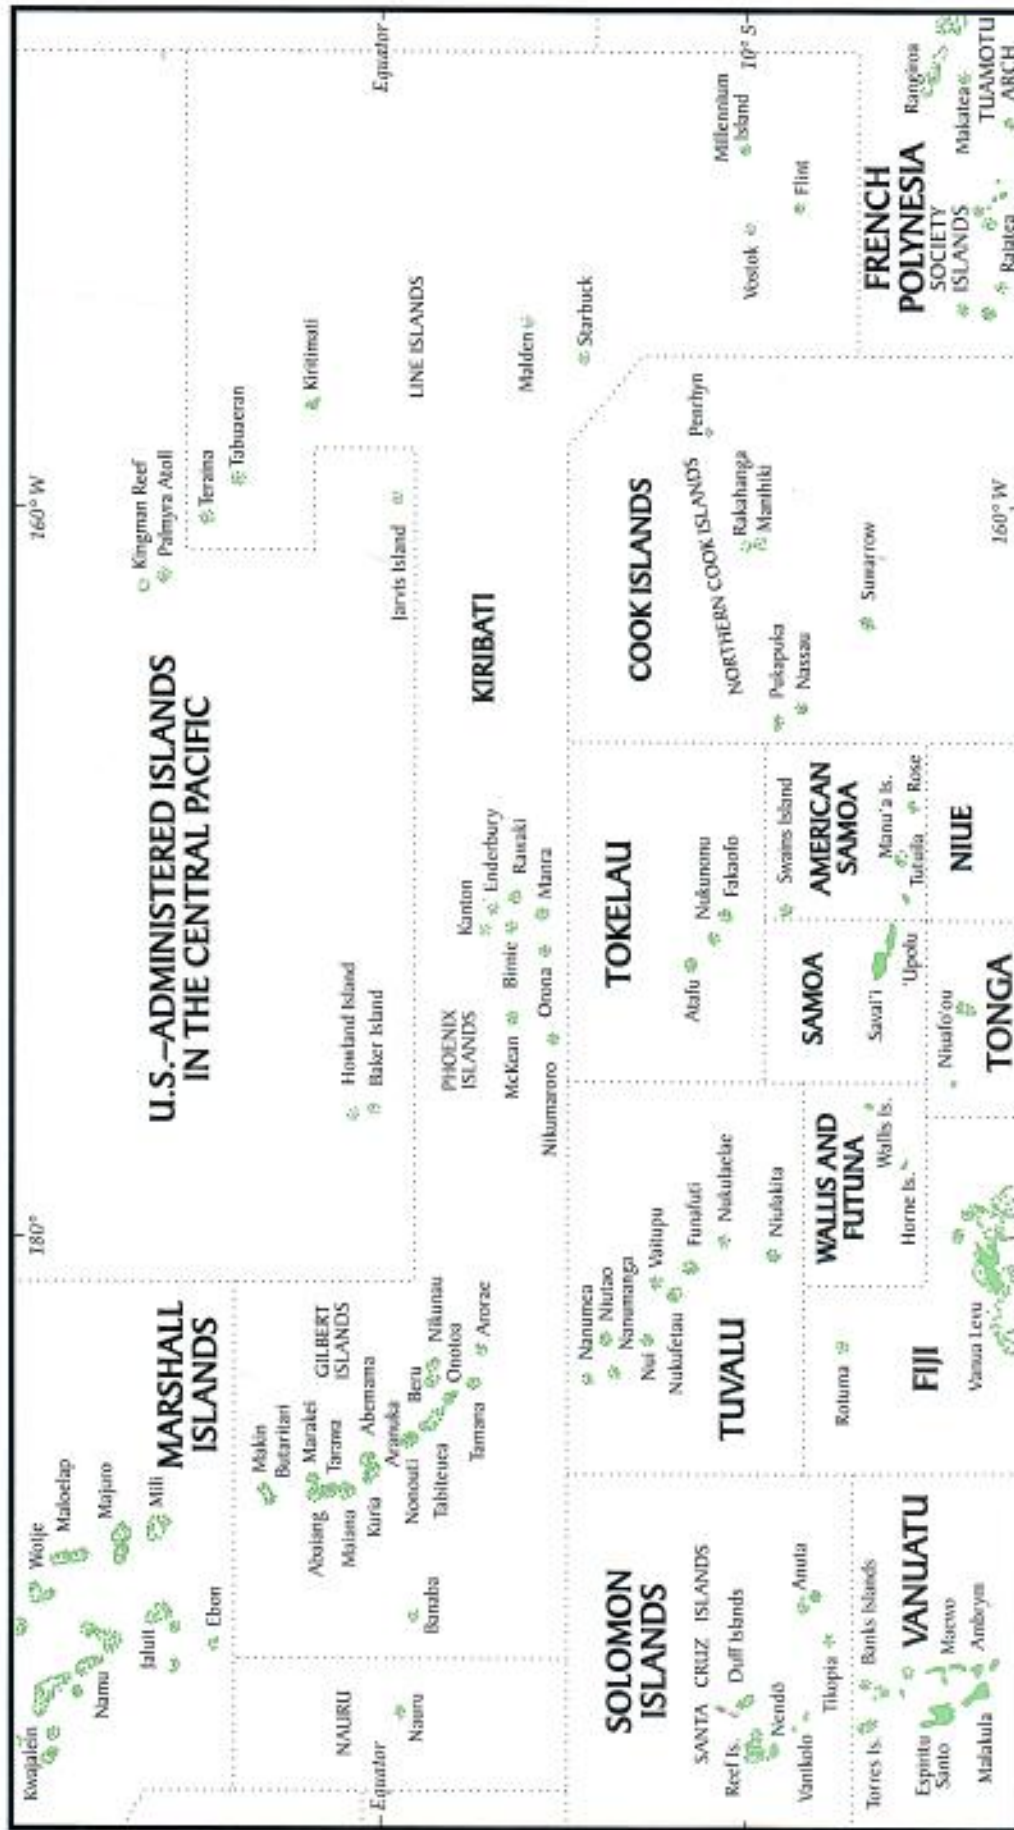 180°
160° W
U.S.–ADMINISTERED ISLANDS
IN THE CENTRAL PACIFIC
Kwajalein
Wotje
Maloelap
Majuro
Namu
Mili
Jaluit
MARSHALL
ISLANDS
Ebon
Kingman Reef
Palmyra Atoll
Teraina
Tabuaeran
Kiritimati
Equator
Equator
NAURU
Nauru
Makin
Butaritari
Abaiang
Marakei
Tarawa
GILBERT
ISLANDS
Maiana
Abemama
Kuria
Aranuka
Nonouti
Beru
Nikunau
Banaba
Tabiteuea
Onotoa
Tamana
Arorae
Howland Island
Baker Island
Jarvis Island
LINE ISLANDS
PHOENIX
ISLANDS
Kanton
Enderbury
McKean
Birnie
Rawaki
Nikumaroro
Orona
Manra
KIRIBATI
Malden
Starbuck
SOLOMON
ISLANDS
SANTA CRUZ ISLANDS
Reef Is.
Duff Islands
Nendö
Vanikolo
Anuta
Tikopia
Nanumea
Niutao
Nanumanga
Nui
Vaitupu
Nukufetau
Funafuti
Nukulaelae
TUVALU
Niulakita
TOKELAU
Atafu
Nukunonu
Fakaofo
COOK ISLANDS
NORTHERN COOK ISLANDS
Penrhyn
Rakahanga
Manihiki
Pukapuka
Nassau
Suwarrow
Vostok
Millennium
Island
10° S
Flint
Torres Is.
Banks Islands
VANUATU
Espiritu
Santo
Maewo
Malakula
Ambrym
Rotuma
FIJI
Vanua Levu
WALLIS AND
FUTUNA
Wallis Is.
Horne Is.
SAMOA
Savai'i
'Upolu
Swains Island
AMERICAN
SAMOA
Manu'a Is.
Tutuila
Rose
Niuafo'ou
TONGA
NIUE
160° W
FRENCH
POLYNESIA
SOCIETY
ISLANDS
Raiatea
Rangiroa
Makatea
TUAMOTU
ARCH